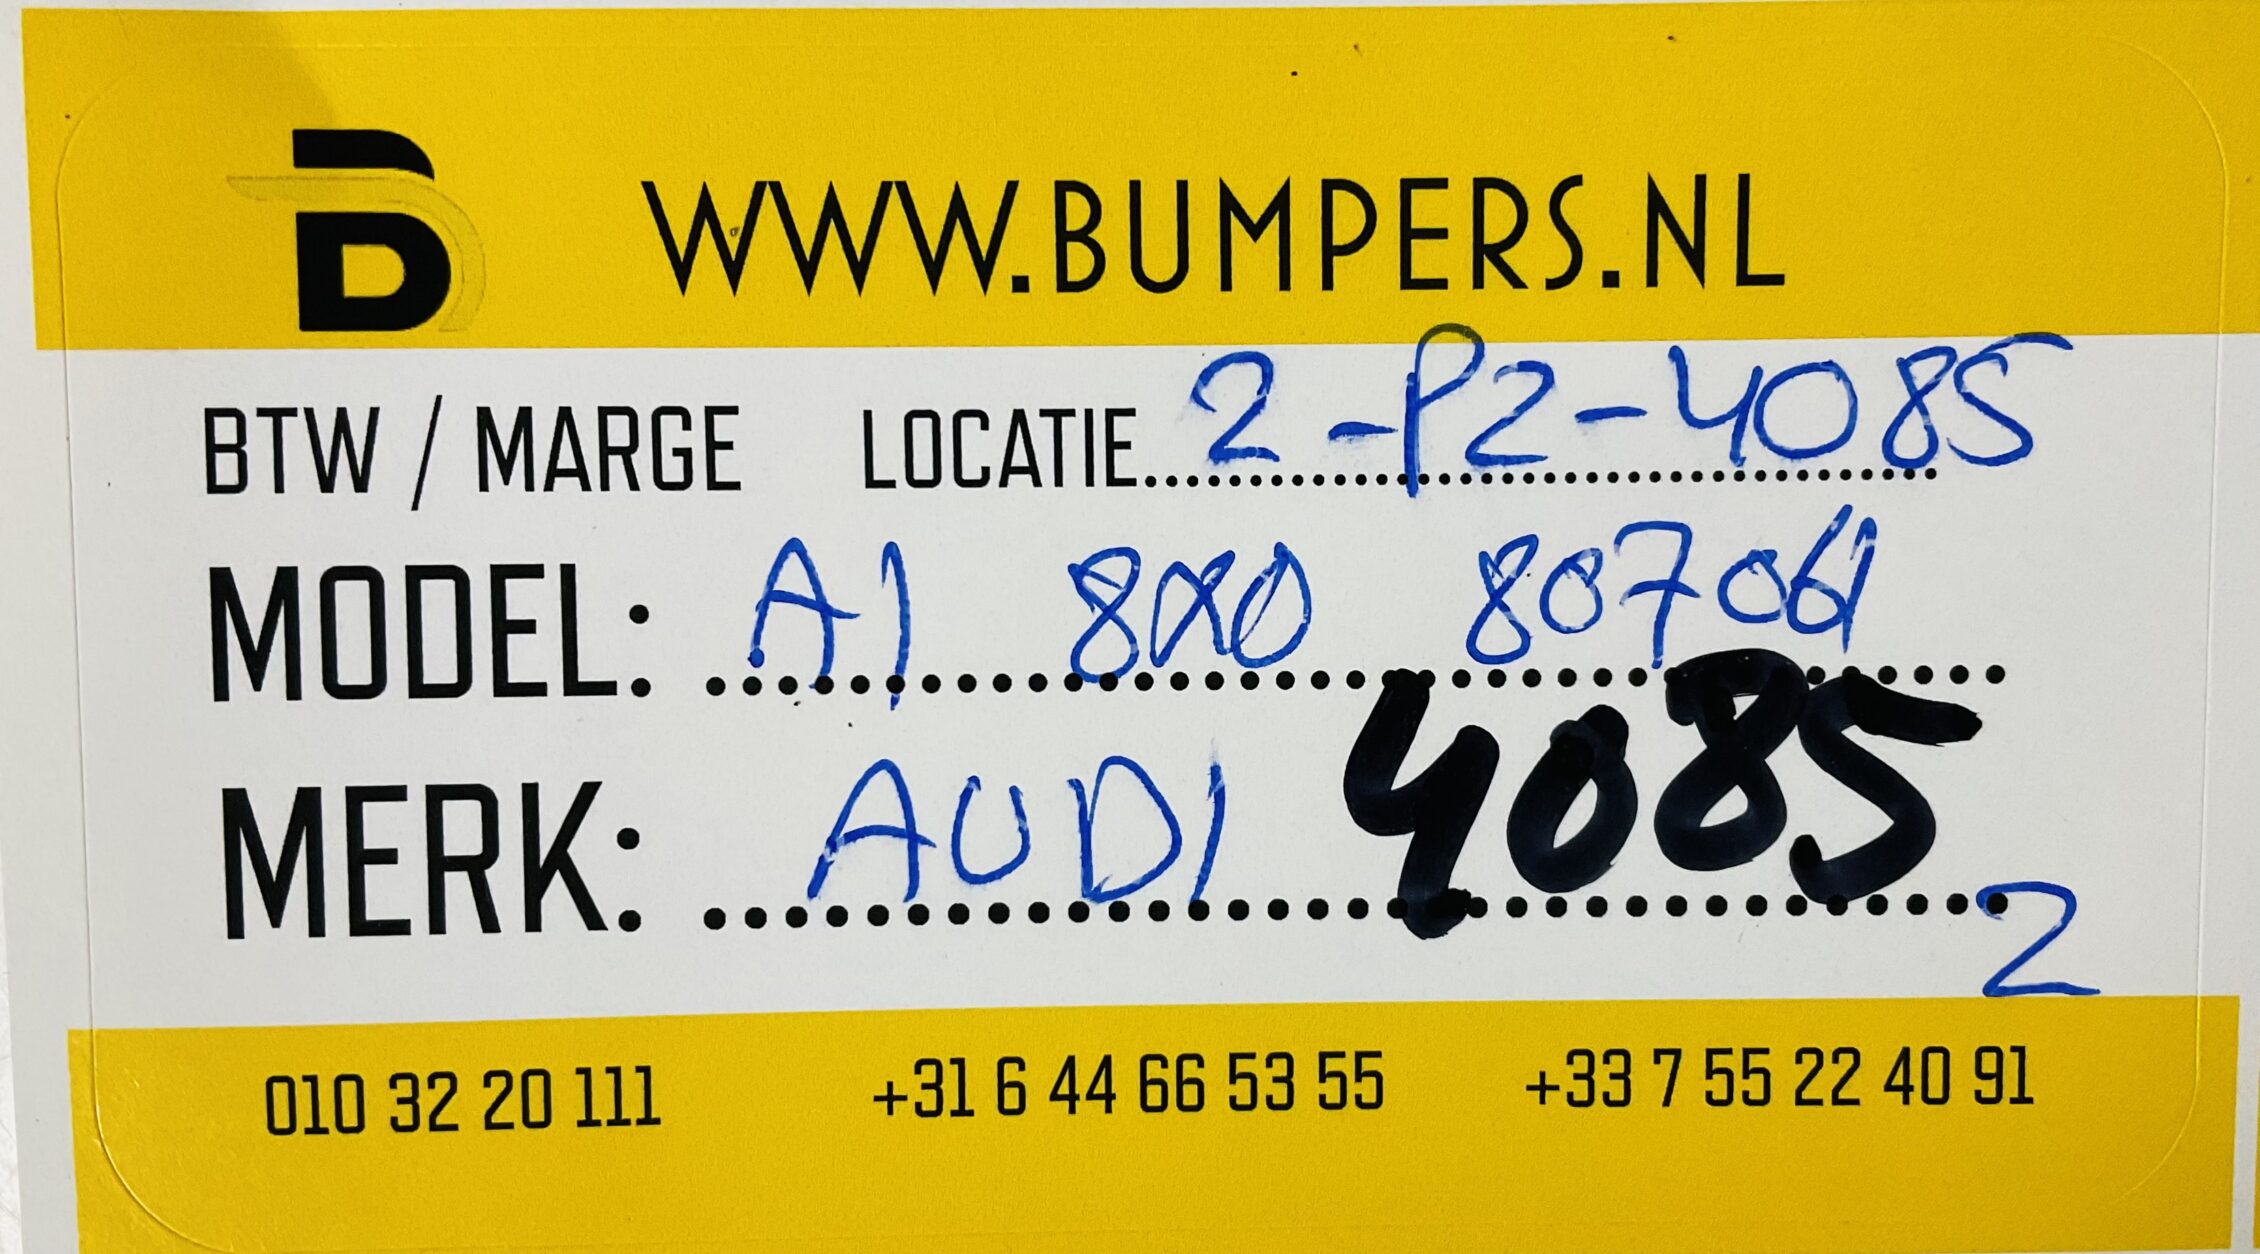 WWW.BUMPERS.NL
BTW / MARGE LOCATIE 2-P2-4085
MODEL: A1 8X0 807061
MERK: AUDI 4085
2
010 32 20 111 +31 6 44 66 53 55 +33 7 55 22 40 91